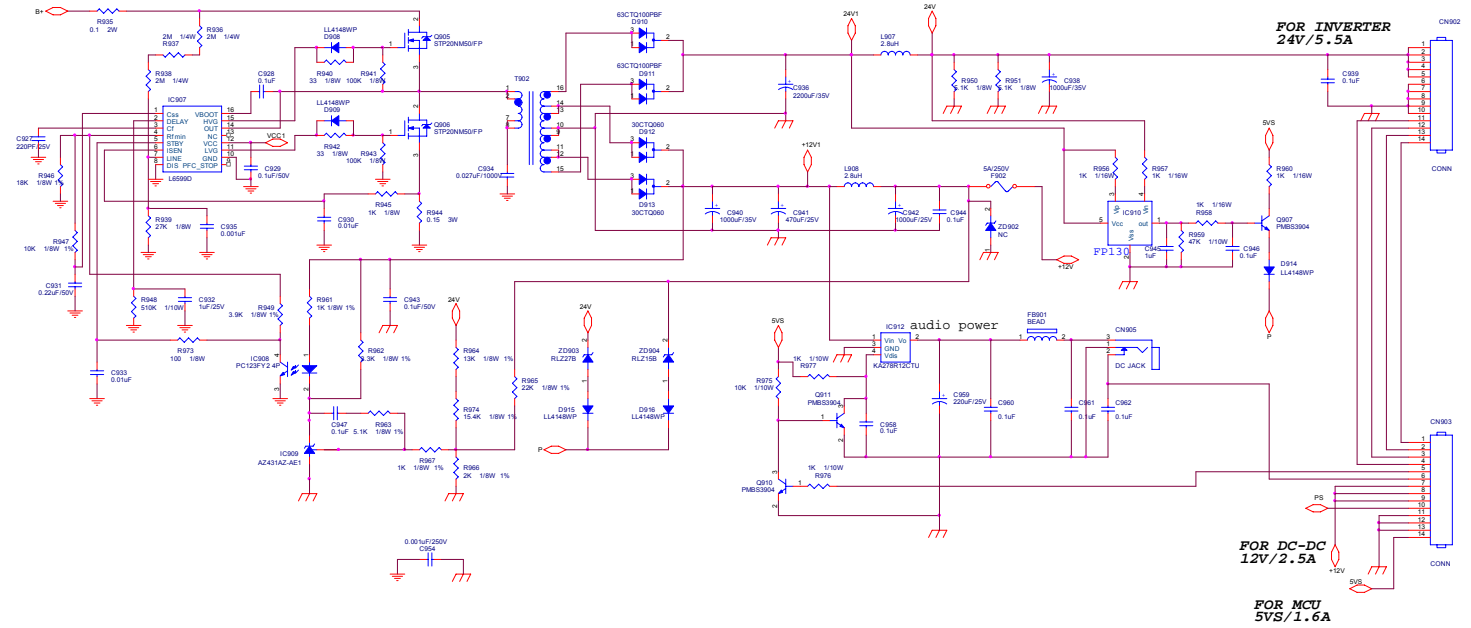 B+
R935
0.1 2W
R936
2M 1/4W
2M 1/4W
R937
R938
2M 1/4W
C928
0.1uF
IC907
Css
DELAY
Cf
Rfmin
STBY
ISEN
LINE
DIS PFC_STOP
VBOOT
HVG
OUT
NC
VCC
LVG
GND
L6599D
VCC1
C927
220PF/25V
R946
18K 1/8W 1%
C929
0.1uF/50V
LL4148WP
D908
R940
33 1/8W
R941
100K 1/8W
Q905
STP20NM50/FP
LL4148WP
D909
R942
33 1/8W
R943
100K 1/8W
Q906
STP20NM50/FP
R945
1K 1/8W
R944
0.15 3W
C930
0.01uF
R939
27K 1/8W
C935
0.001uF
R947
10K 1/8W 1%
C931
0.22uF/50V
R948
510K 1/10W
C932
1uF/25V
R949
3.9K 1/8W 1%
R973
100 1/8W
C933
0.01uF
IC908
PC123FY2 4P
R961
1K 1/8W 1%
R962
3.3K 1/8W 1%
C943
0.1uF/50V
C947
0.1uF
5.1K
R963
1/8W 1%
IC909
AZ431AZ-AE1
R967
1K 1/8W 1%
R966
2K 1/8W 1%
24V
R964
13K 1/8W 1%
R974
15.4K 1/8W 1%
R965
22K 1/8W 1%
24V
ZD903
RLZ27B
ZD904
RLZ15B
D915
LL4148WP
D916
LL4148WP
P
0.001uF/250V
C954
T902
C934
0.027uF/1000V
63CTQ100PBF
D910
63CTQ100PBF
D911
30CTQ060
D912
D913
30CTQ060
24V1
24V
L907
2.8uH
C936
2200uF/35V
R950
5.1K 1/8W
R951
5.1K 1/8W
C938
1000uF/35V
+12V1
L908
2.8uH
C940
1000uF/35V
C941
470uF/25V
C942
1000uF/25V
C944
0.1uF
5A/250V
F902
ZD902
NC
+12V
R956
1K 1/16W
R957
1K 1/16W
IC910
Vip
Vin
Vcc
out
Vss
FP130
C945
1uF
1K 1/16W
R958
R959
47K 1/10W
C946
0.1uF
5VS
R960
1K 1/16W
Q907
PMBS3904
D914
LL4148WP
P
FOR INVERTER
24V/5.5A
C939
0.1uF
CN902
CONN
IC912
audio power
Vin Vo
GND
Vdis
KA278R12CTU
5VS
1K 1/10W
R977
R975
10K 1/10W
Q911
PMBS3904
C958
0.1uF
C959
220uF/25V
C960
0.1uF
FB901
BEAD
CN905
DC JACK
C961
0.1uF
C962
0.1uF
Q910
PMBS3904
1K 1/10W
R976
CN903
CONN
PS
FOR DC-DC
12V/2.5A
+12V
5VS
FOR MCU
5VS/1.6A